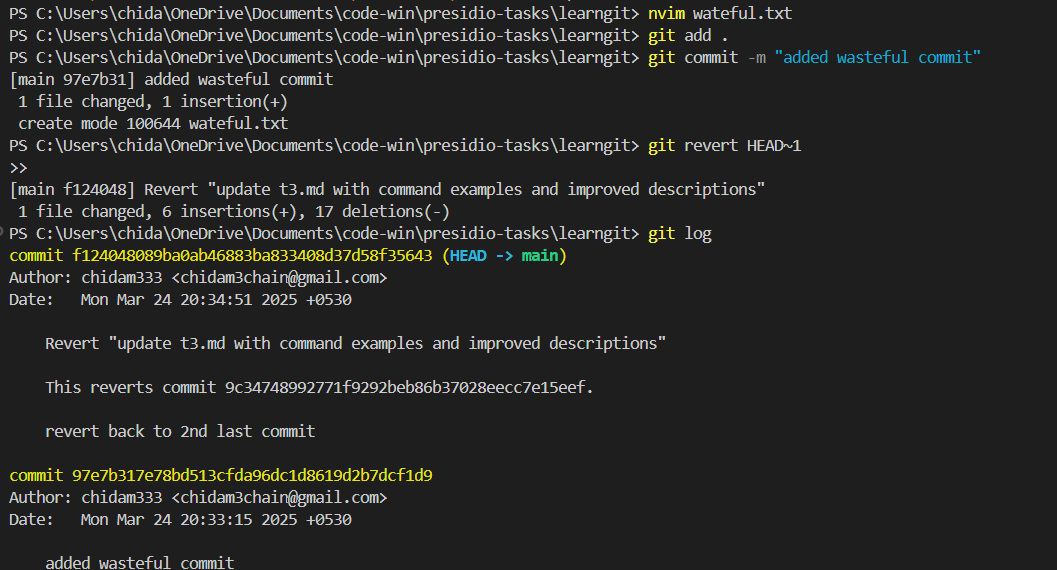 PS C:\Users\chida\OneDrive\Documents\code-win\presidio-tasks\learngit> nvim wateful.txt
PS C:\Users\chida\OneDrive\Documents\code-win\presidio-tasks\learngit> git add .
PS C:\Users\chida\OneDrive\Documents\code-win\presidio-tasks\learngit> git commit -m "added wasteful commit"
[main 97e7b31] added wasteful commit
 1 file changed, 1 insertion(+)
 create mode 100644 wateful.txt
PS C:\Users\chida\OneDrive\Documents\code-win\presidio-tasks\learngit> git revert HEAD~1
>>
[main f124048] Revert "update t3.md with command examples and improved descriptions"
 1 file changed, 6 insertions(+), 17 deletions(-)
PS C:\Users\chida\OneDrive\Documents\code-win\presidio-tasks\learngit> git log
commit f124048089ba0ab46883ba833408d37d58f35643 (HEAD -> main)
Author: chidam333 <chidam3chain@gmail.com>
Date:   Mon Mar 24 20:34:51 2025 +0530
    Revert "update t3.md with command examples and improved descriptions"
    This reverts commit 9c34748992771f9292beb86b37028eecc7e15eef.
    revert back to 2nd last commit
commit 97e7b317e78bd513cfda96dc1d8619d2b7dcf1d9
Author: chidam333 <chidam3chain@gmail.com>
Date:   Mon Mar 24 20:33:15 2025 +0530
    added wasteful commit